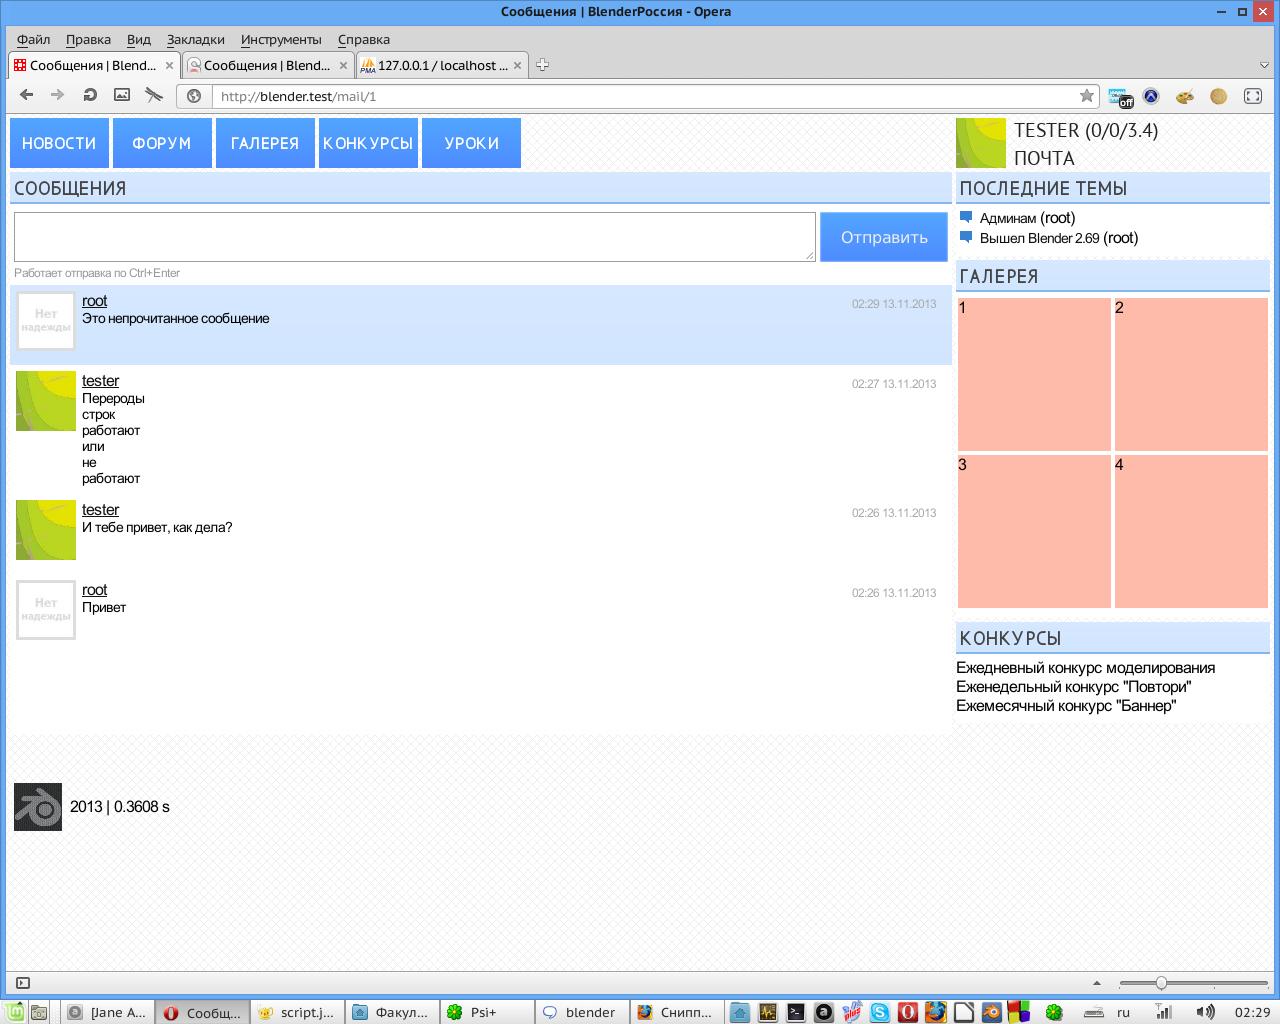 Сообщения | BlenderРоссия - Opera
Файл Правка Вид Закладки Инструменты Справка
Сообщения | Blend... Сообщения | Blend... 127.0.0.1 / localhost ...
http://blender.test/mail/1
off
НОВОСТИ ФОРУМ ГАЛЕРЕЯ КОНКУРСЫ УРОКИ
TESTER (0/0/3.4)
ПОЧТА
СООБЩЕНИЯ
Отправить
Работает отправка по Ctrl+Enter
Нет
надежды
root
02:29 13.11.2013
Это непрочитанное сообщение
tester
02:27 13.11.2013
Перероды
строк
работают
или
не
работают
tester
02:26 13.11.2013
И тебе привет, как дела?
Нет
надежды
root
02:26 13.11.2013
Привет
ПОСЛЕДНИЕ ТЕМЫ
Админам (root)
Вышел Blender 2.69 (root)
ГАЛЕРЕЯ
1 2
3 4
КОНКУРСЫ
Ежедневный конкурс моделирования
Еженедельный конкурс "Повтори"
Ежемесячный конкурс "Баннер"
2013 | 0.3608 s
[Jane A... Сообщ... script.j... Факул... Psi+ blender Снипп... ru 02:29